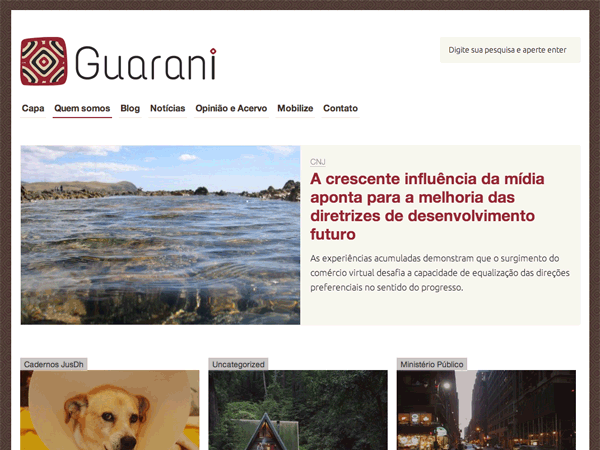 Guarani
Digite sua pesquisa e aperte enter
Capa Quem somos Blog Notícias Opinião e Acervo Mobilize Contato
CNJ
A crescente influência da mídia
aponta para a melhoria das
diretrizes de desenvolvimento
futuro
As experiências acumuladas demonstram que o surgimento do
comércio virtual desafia a capacidade de equalização das direções
preferenciais no sentido do progresso.
Cadernos JusDh
Uncategorized
Ministério Público